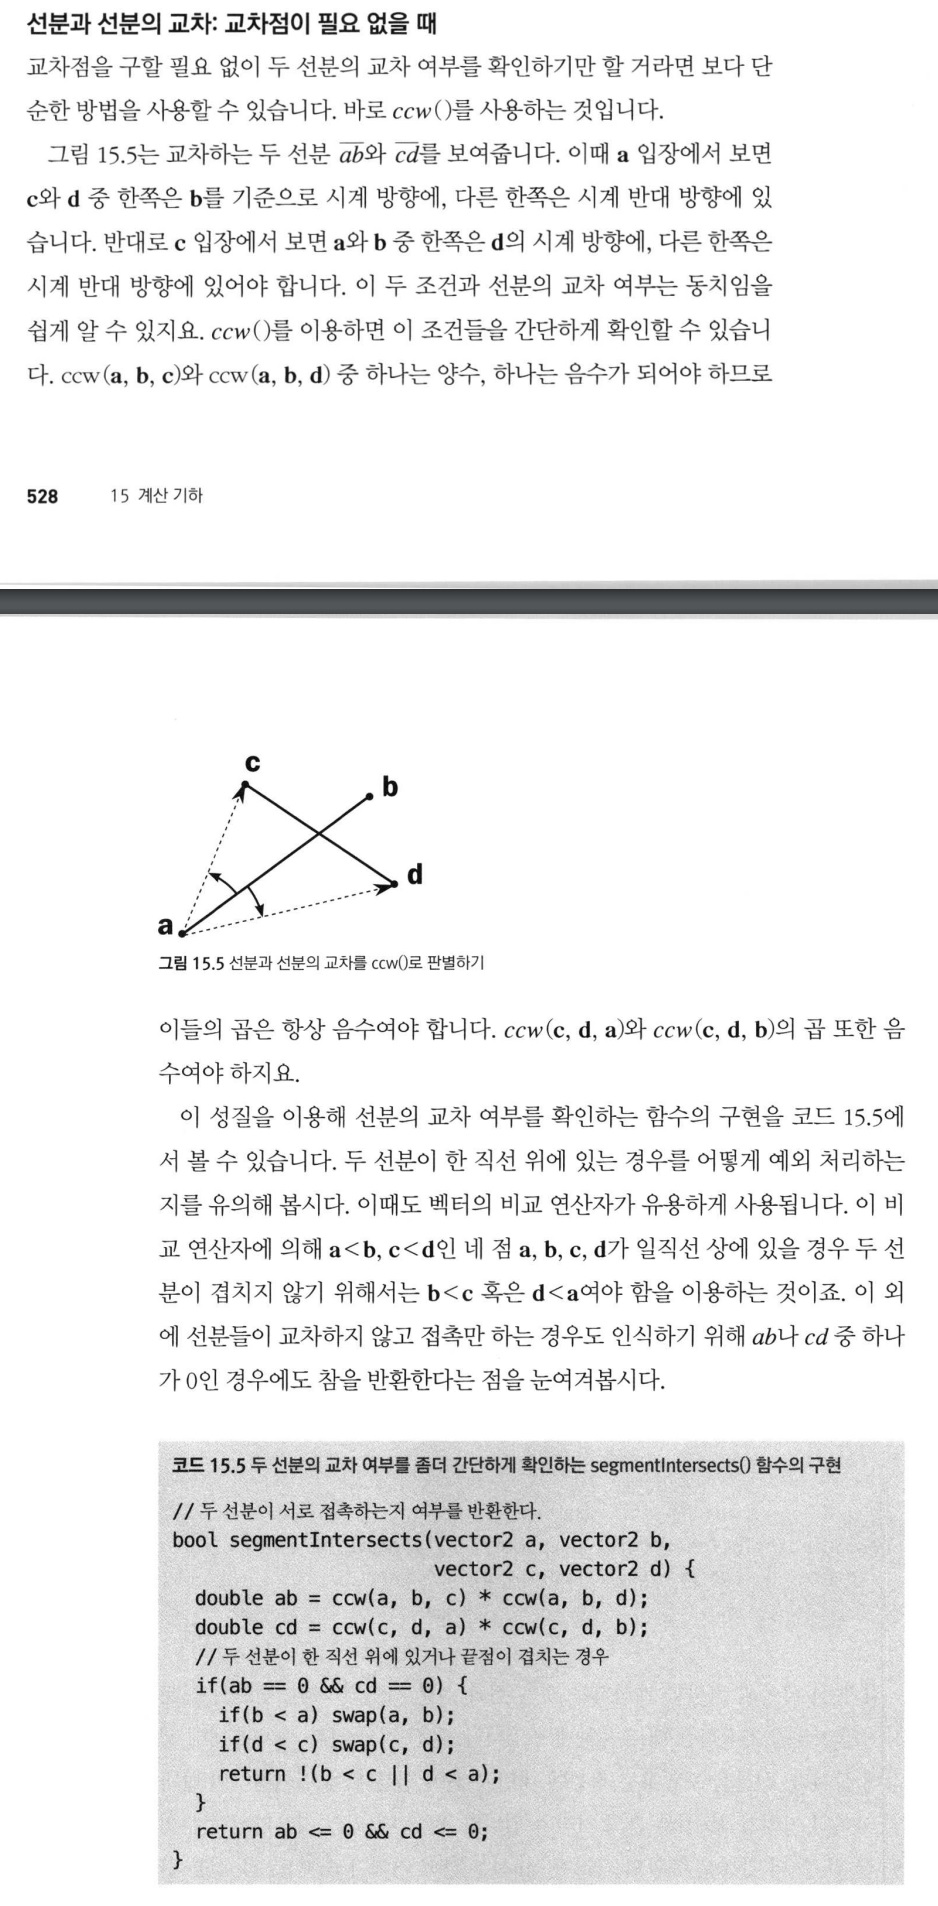 선분과 선분의 교차: 교차점이 필요 없을 때
교차점을 구할 필요 없이 두 선분의 교차 여부를 확인하기만 할 거라면 보다 단
순한 방법을 사용할 수 있습니다. 바로 ccw()를 사용하는 것입니다.
그림 15.5는 교차하는 두 선분 ab와 cd를 보여줍니다. 이때 a 입장에서 보면
c와 d 중 한쪽은 b를 기준으로 시계 방향에, 다른 한쪽은 시계 반대 방향에 있
습니다. 반대로 c 입장에서 보면 a와 b 중 한쪽은 d의 시계 방향에, 다른 한쪽은
시계 반대 방향에 있어야 합니다. 이 두 조건과 선분의 교차 여부는 동치임을
쉽게 알 수 있지요. ccw()를 이용하면 이 조건들을 간단하게 확인할 수 있습니
다. ccw(a, b, c)와 ccw(a, b, d) 중 하나는 양수, 하나는 음수가 되어야 하므로
528 15 계산 기하
c
b
d
a
그림 15.5 선분과 선분의 교차를 ccw()로 판별하기
이들의 곱은 항상 음수여야 합니다. ccw(c, d, a)와 ccw(c, d, b)의 곱 또한 음
수여야 하지요.
이 성질을 이용해 선분의 교차 여부를 확인하는 함수의 구현을 코드 15.5에
서 볼 수 있습니다. 두 선분이 한 직선 위에 있는 경우를 어떻게 예외 처리하는
지를 유의해 봅시다. 이때도 벡터의 비교 연산자가 유용하게 사용됩니다. 이 비
교 연산자에 의해 a<b, c<d인 네 점 a, b, c, d가 일직선 상에 있을 경우 두 선
분이 겹치지 않기 위해서는 b<c 혹은 d<a여야 함을 이용하는 것이죠. 이 외
에 선분들이 교차하지 않고 접촉만 하는 경우도 인식하기 위해 ab나 cd 중 하나
가 0인 경우에도 참을 반환한다는 점을 눈여겨봅시다.
코드 15.5 두 선분의 교차 여부를 좀더 간단하게 확인하는 segmentIntersects() 함수의 구현
// 두 선분이 서로 접촉하는지 여부를 반환한다.
bool segmentIntersects(vector2 a, vector2 b,
vector2 c, vector2 d) {
double ab = ccw(a, b, c) * ccw(a, b, d);
double cd = ccw(c, d, a) * ccw(c, d, b);
// 두 선분이 한 직선 위에 있거나 끝점이 겹치는 경우
if(ab == 0 && cd == 0) {
if(b < a) swap(a, b);
if(d < c) swap(c, d);
return !(b < c || d < a);
}
return ab <= 0 && cd <= 0;
}